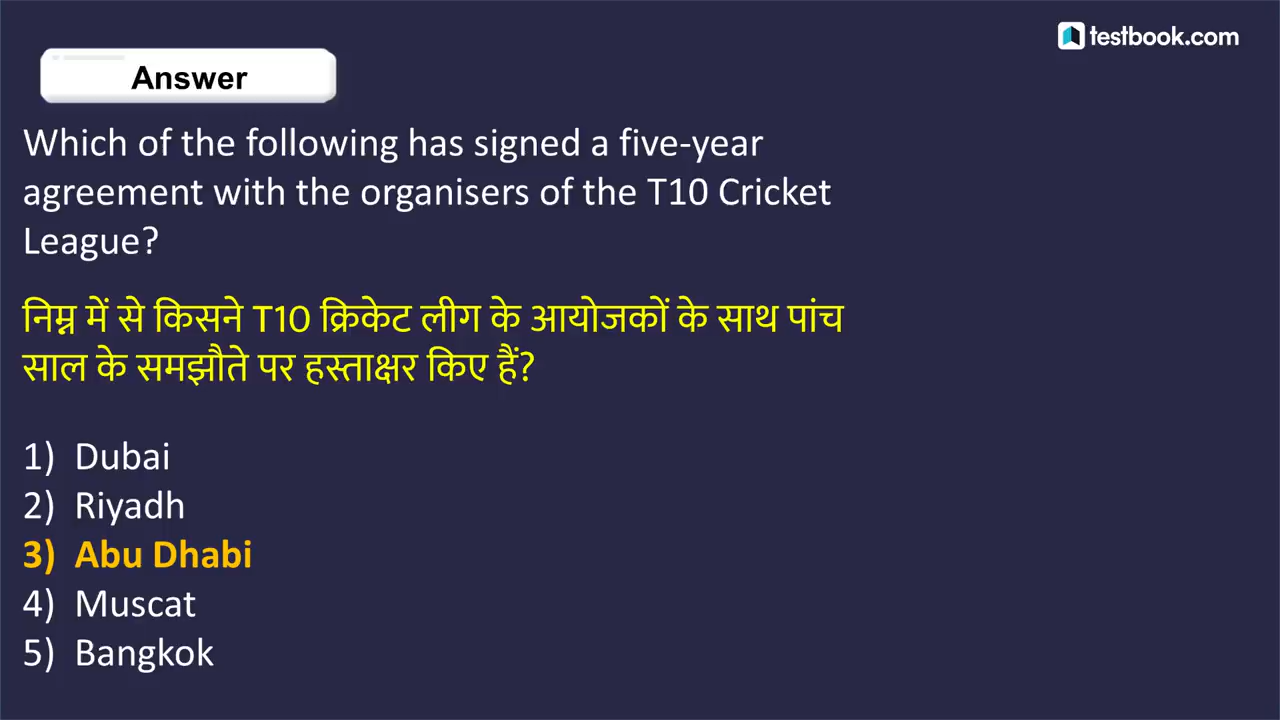 testbook.com
Answer
Which of the following has signed a five-year
agreement with the organisers of the T10 Cricket
League?
निम्न में से किसने T10 क्रिकेट लीग के आयोजकों के साथ पांच
साल के समझौते पर हस्ताक्षर किए हैं?
1) Dubai
2) Riyadh
3) Abu Dhabi
4) Muscat
5) Bangkok